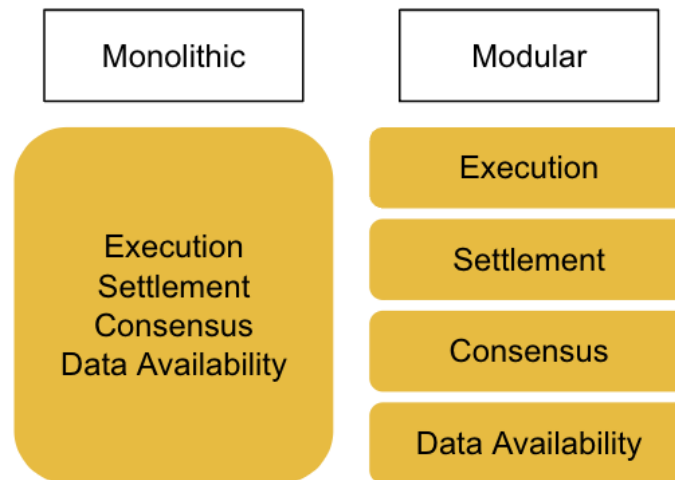 Monolithic
Execution
Settlement
Consensus
Data Availability
Modular
Execution
Settlement
Consensus
Data Availability